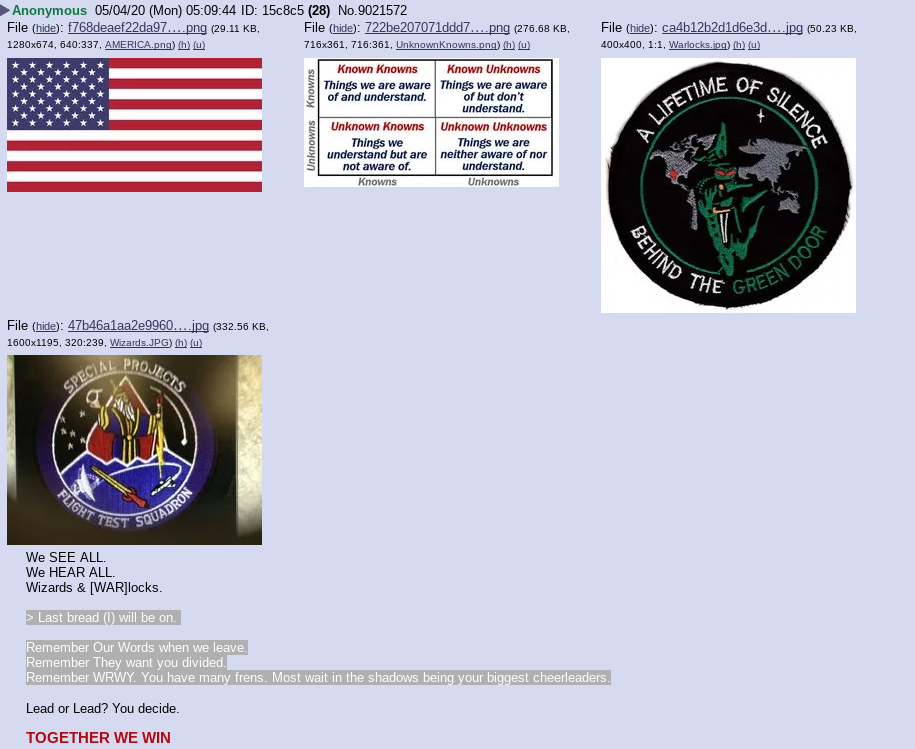 Anonymous 05/04/20 (Mon) 05:09:44 ID: 15c8c5 (28) No.9021572
File (hide): f768deaef22da97‥‥.png (29.11 KB,
1280x674, 640:337, AMERICA.png) (h) (u)
File (hide): 722be207071ddd7‥‥.png (276.68 KB,
716x361, 716:361, UnknownKnowns.png) (h) (u)
File (hide): ca4b12b2d1d6e3d‥‥.jpg (50.23 KB,
400x400, 1:1, Warlocks.jpg) (h) (u)
Knowns
Unknowns
Known Knowns
Things we are aware
of and understand.
Known Unknowns
Things we are aware
of but don't
understand.
Unknown Knowns
Things we
understand but are
not aware of.
Unknown Unknowns
Things we are
neither aware of nor
understand.
Knowns
Unknowns
A LIFETIME OF SILENCE
BEHIND THE GREEN DOOR
File (hide): 47b46a1aa2e9960‥‥.jpg (332.56 KB,
1600x1195, 320:239, Wizards.JPG) (h) (u)
SPECIAL PROJECTS
FLIGHT TEST SQUADRON
We SEE ALL.
We HEAR ALL.
Wizards & [WAR]locks.
> Last bread (I) will be on.
Remember Our Words when we leave.
Remember They want you divided.
Remember WRWY. You have many frens. Most wait in the shadows being your biggest cheerleaders.
Lead or Lead? You decide.
TOGETHER WE WIN